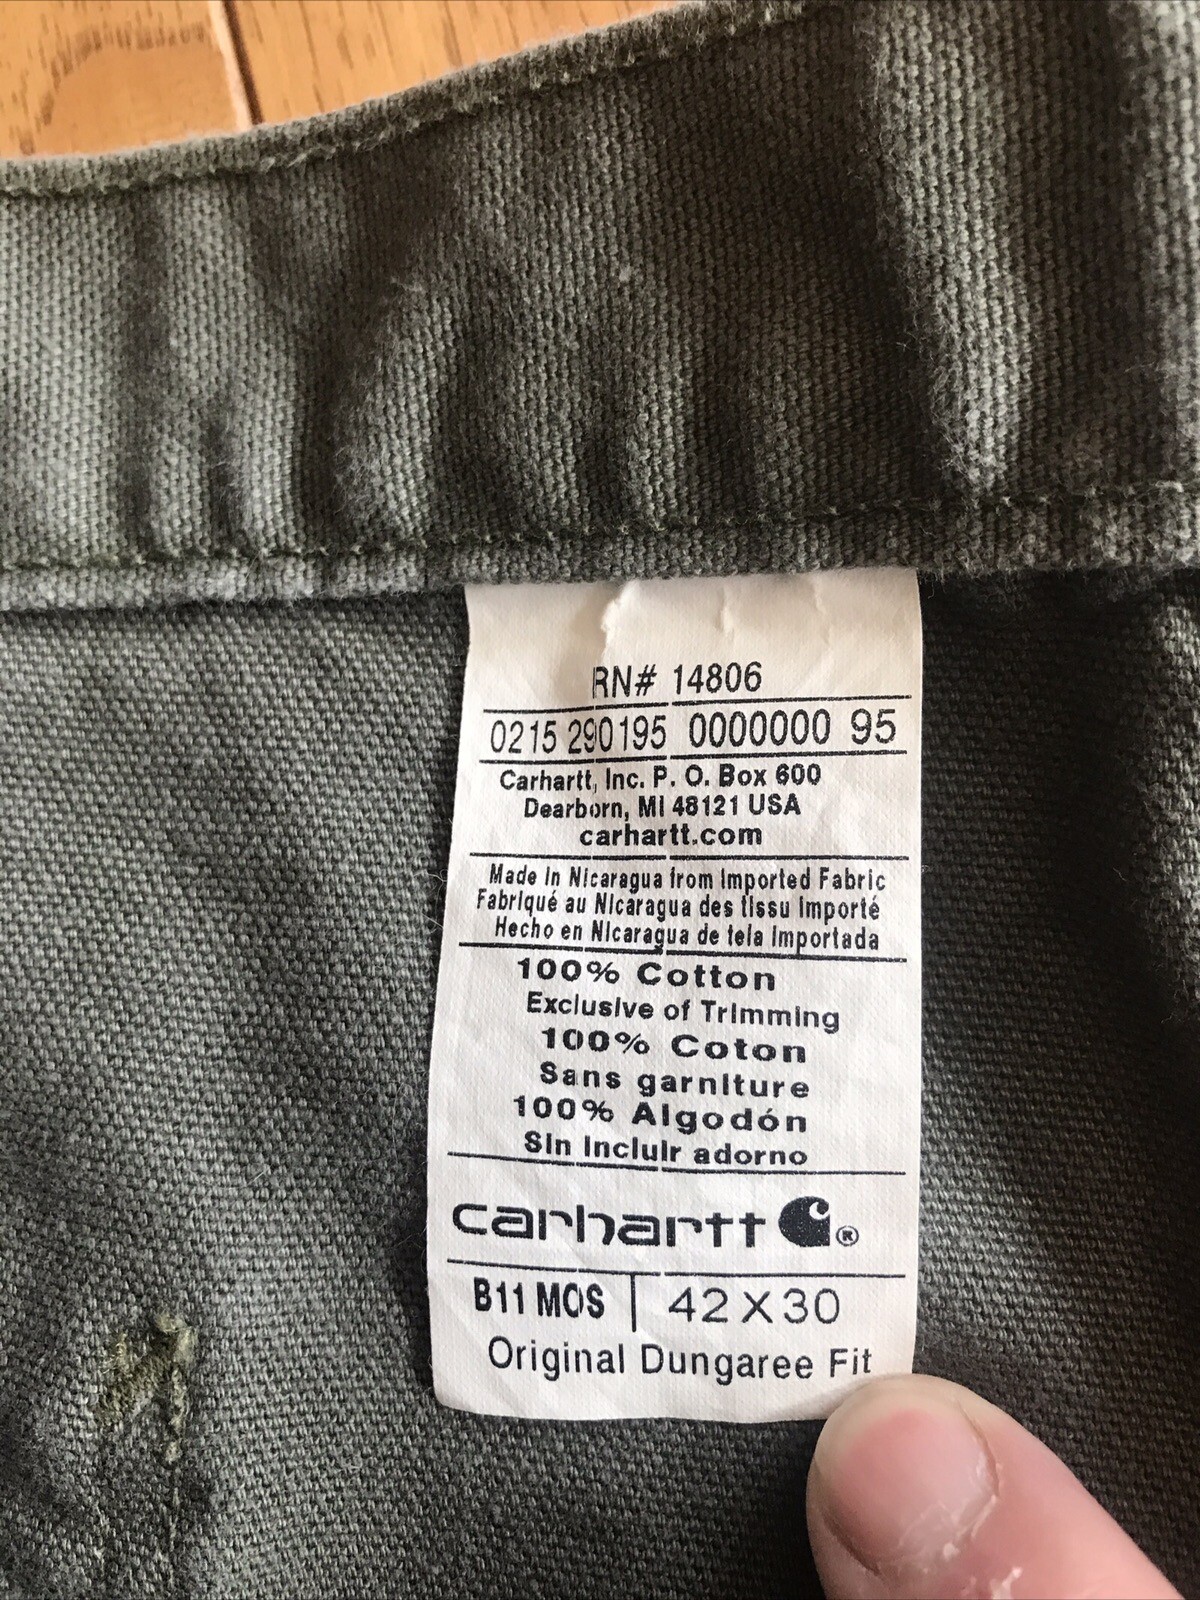 RN# 14806
0215 290195 0000000 95
Carhartt, Inc. P. O. Box 600
Dearborn, MI 48121 USA
carhartt.com
Made in Nicaragua from Imported Fabric
Fabriqué au Nicaragua des tissu Importé
Hecho en Nicaragua de tela Importada
100% Cotton
Exclusive of Trimming
100% Coton
Sans garniture
100% Algodón
Sin Incluir adorno
carhartt ®
B11 MOS | 42 X 30
Original Dungaree Fit